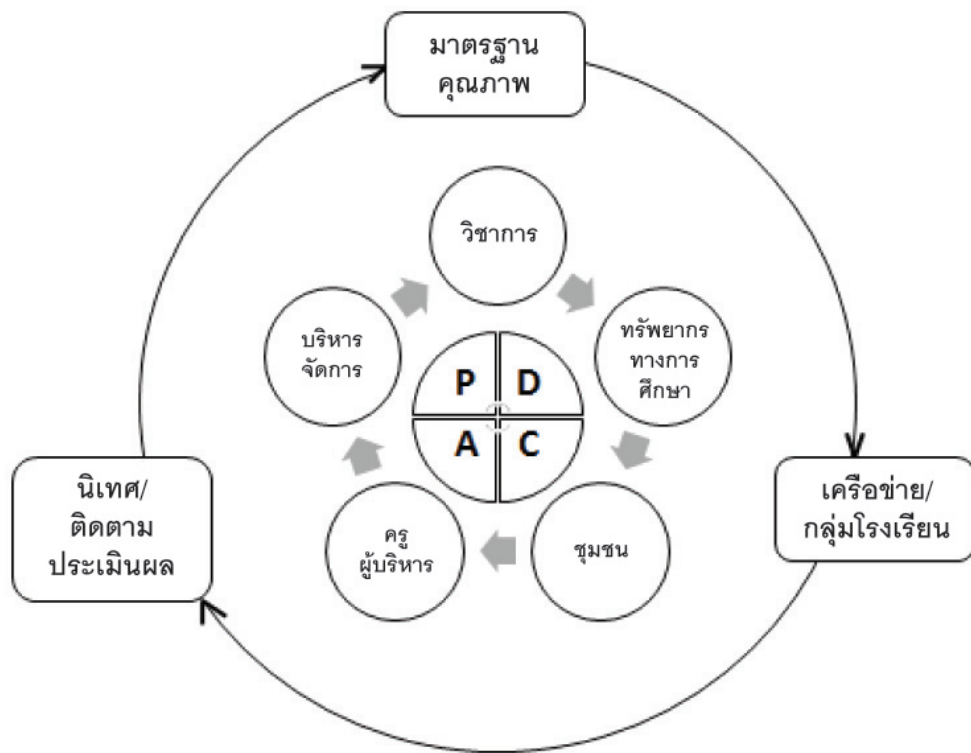 มาตรฐาน
คุณภาพ
วิชาการ
บริหาร
จัดการ
ทรัพยากร
ทางการ
ศึกษา
P D
A C
นิเทศ/
ติดตาม
ประเมินผล
เครือข่าย/
กลุ่มโรงเรียน
ครู
ผู้บริหาร
ชุมชน